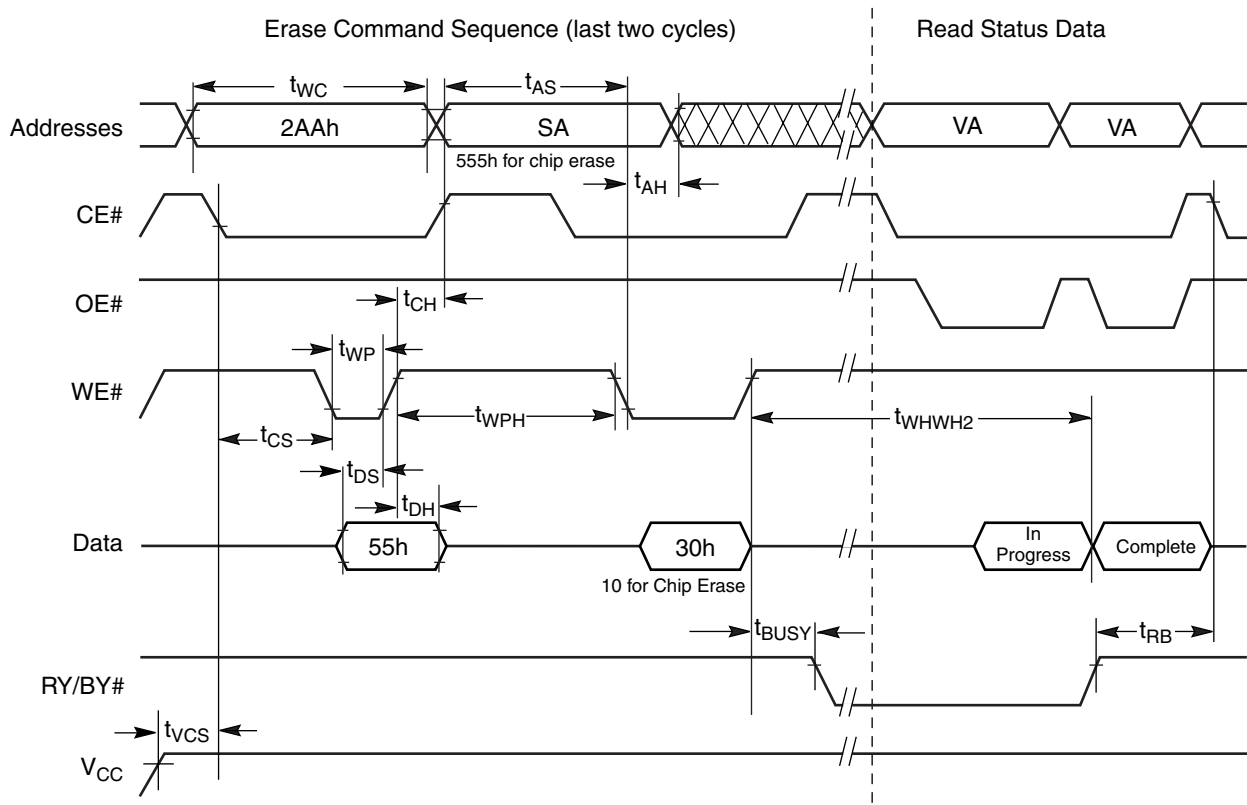 Erase Command Sequence (last two cycles)
Read Status Data
tWC
tAS
Addresses
2AAh
SA
VA
VA
555h for chip erase
tAH
CE#
OE#
tCH
tWP
WE#
tWPH
tWHWH2
tCS
tDS
tDH
Data
55h
30h
In
Progress
Complete
10 for Chip Erase
tBUSY
tRB
RY/BY#
tVCS
VCC